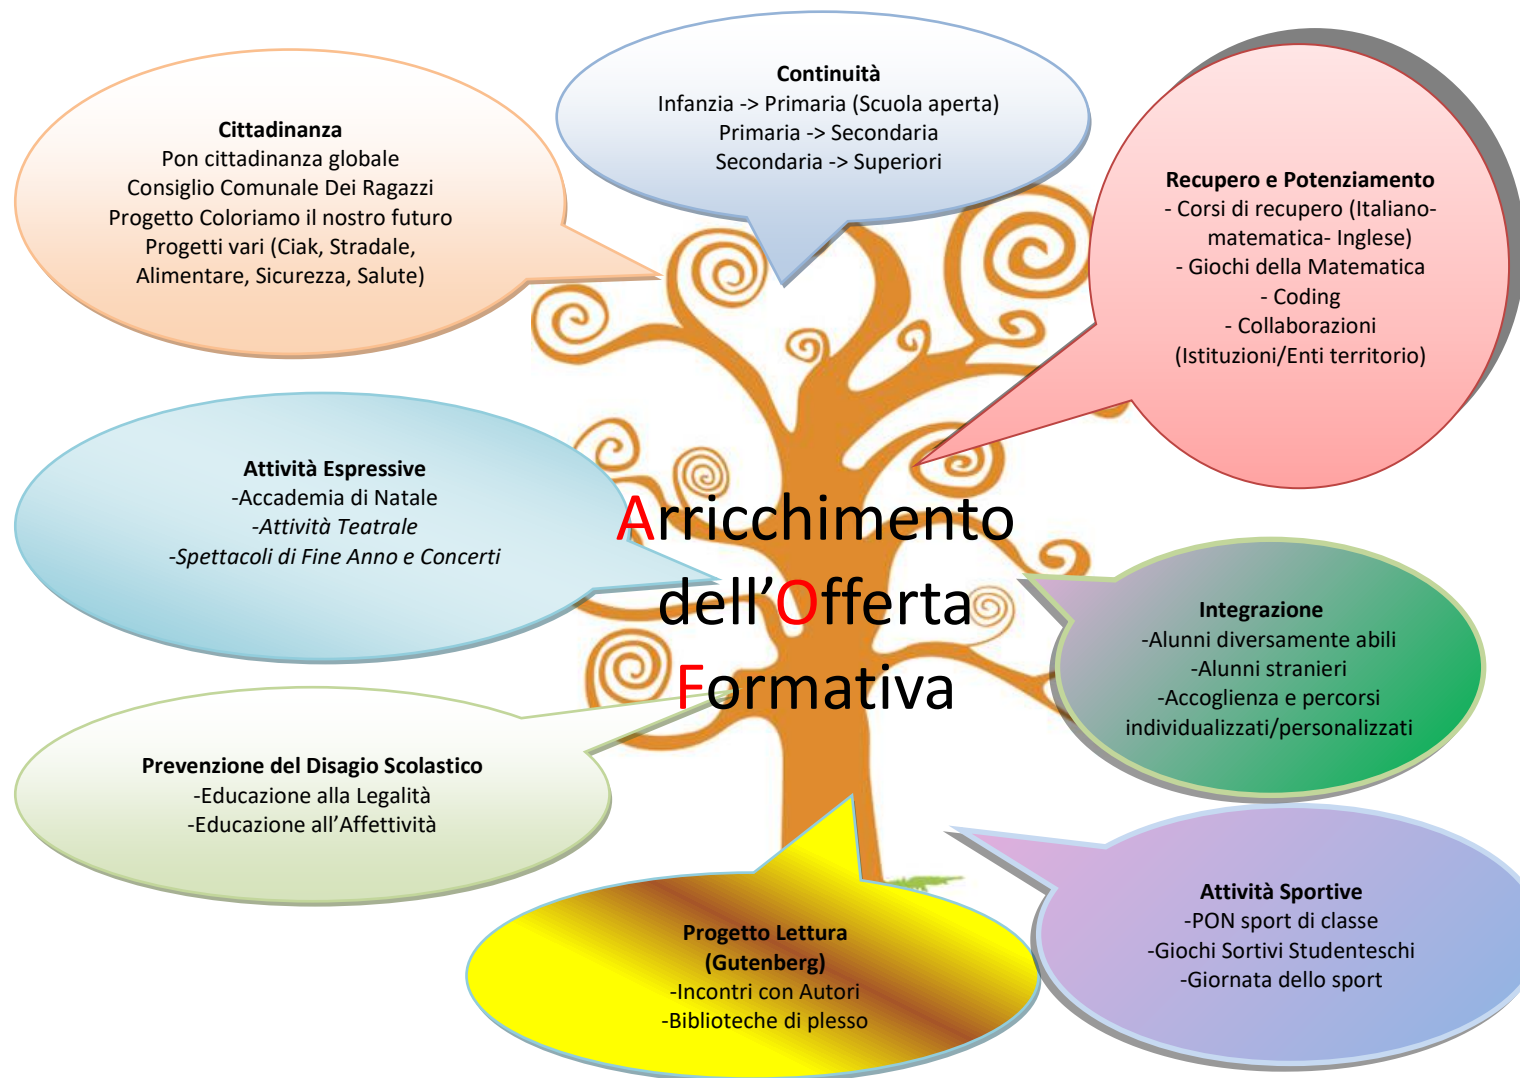 Continuità
Infanzia -> Primaria (Scuola aperta)
Primaria -> Secondaria
Secondaria -> Superiori
Cittadinanza
Pon cittadinanza globale
Consiglio Comunale Dei Ragazzi
Progetto Coloriamo il nostro futuro
Progetti vari (Ciak, Stradale,
Alimentare, Sicurezza, Salute)
Recupero e Potenziamento
- Corsi di recupero (Italiano-
matematica- Inglese)
- Giochi della Matematica
- Coding
- Collaborazioni
(Istituzioni/Enti territorio)
Attività Espressive
-Accademia di Natale
-Attività Teatrale
-Spettacoli di Fine Anno e Concerti
Arricchimento
dell’Offerta
Formativa
Integrazione
-Alunni diversamente abili
-Alunni stranieri
-Accoglienza e percorsi
individualizzati/personalizzati
Prevenzione del Disagio Scolastico
-Educazione alla Legalità
-Educazione all’Affettività
Progetto Lettura
(Gutenberg)
-Incontri con Autori
-Biblioteche di plesso
Attività Sportive
-PON sport di classe
-Giochi Sortivi Studenteschi
-Giornata dello sport